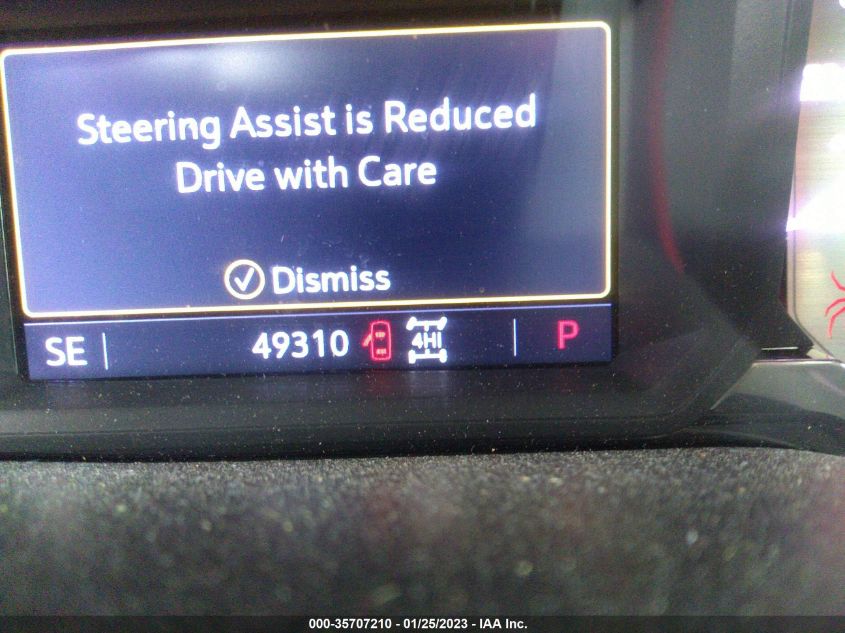 Steering Assist is Reduced
Drive with Care
Dismiss
SE 49310 4HI P
000-35707210 - 01/25/2023 - IAA Inc.